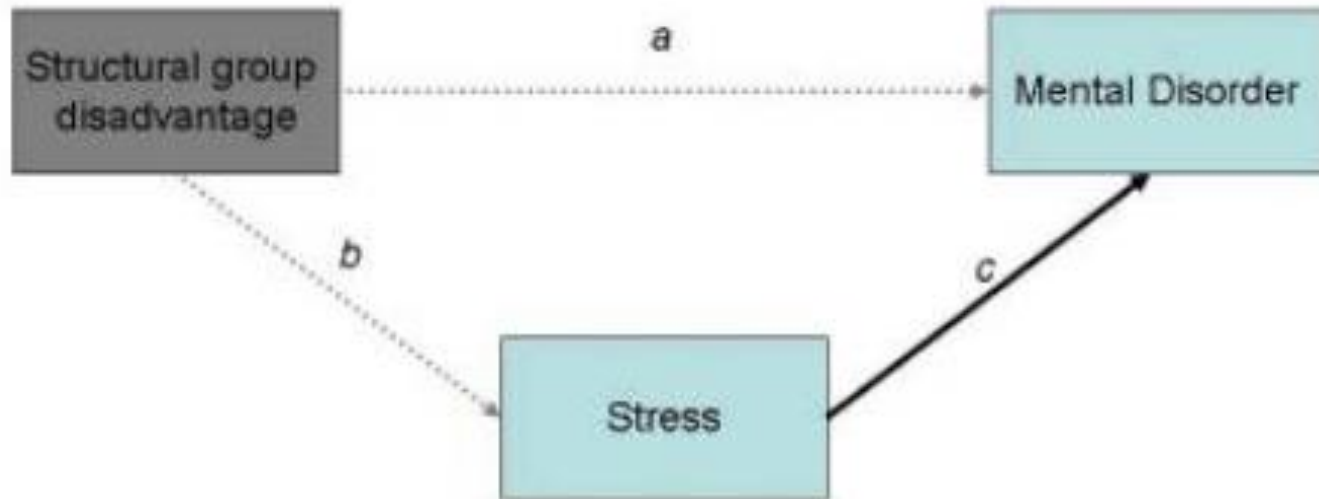 a
Structural group
disadvantage
Mental Disorder
b
c
Stress